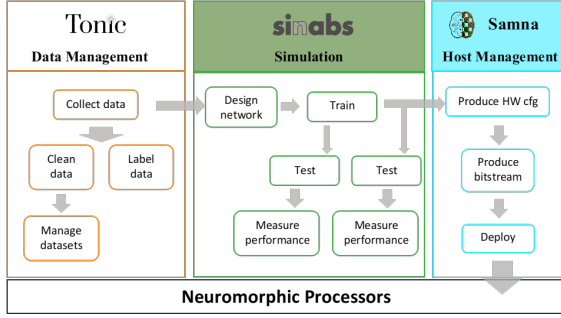 Tonic
Data Management
Collect data
Clean
data
Label
data
Manage
datasets
sinabs
Simulation
Design
network
Train
Test
Test
Measure
performance
Measure
performance
Samna
Host Management
Produce HW cfg
Produce
bitstream
Deploy
Neuromorphic Processors